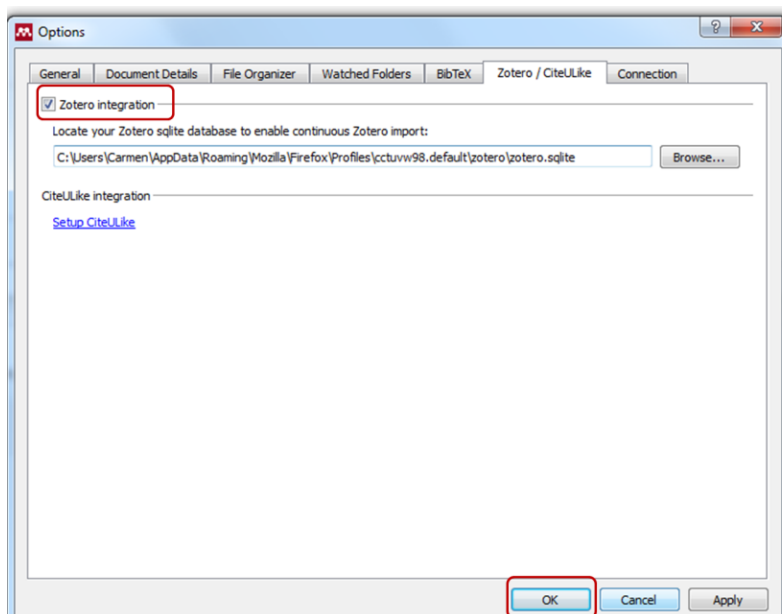 Options
General Document Details File Organizer Watched Folders BibTeX Zotero / CiteULike Connection
Zotero integration
Locate your Zotero sqlite database to enable continuous Zotero import:
C:\Users\Carmen\AppData\Roaming\Mozilla\Firefox\Profiles\cctuvw98.default\zotero\zotero.sqlite Browse...
CiteULike integration
Setup CiteULike
OK Cancel Apply